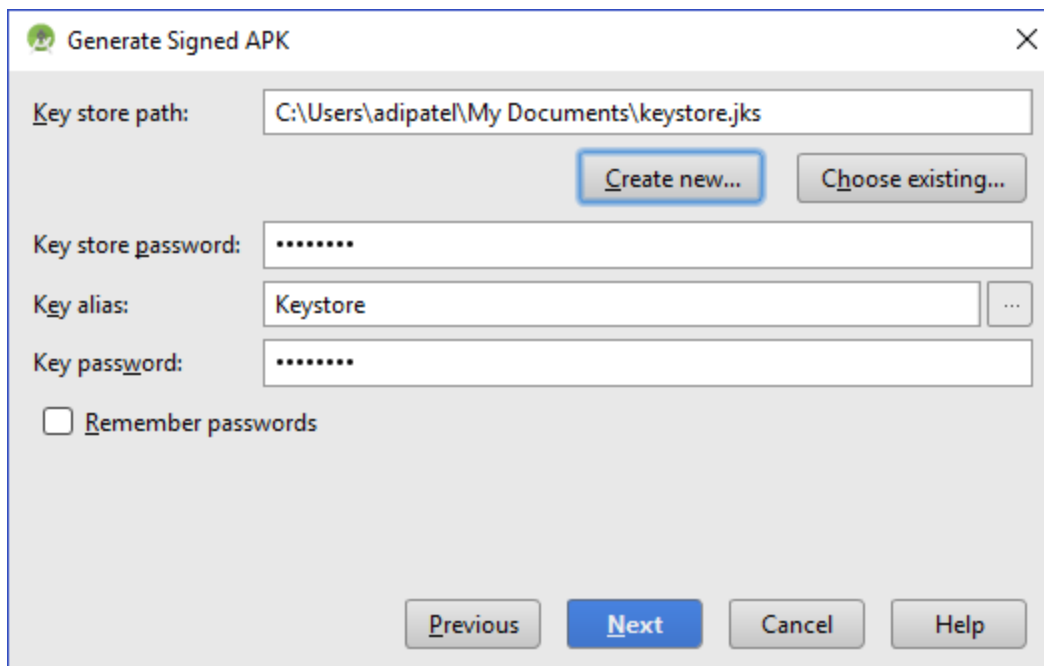 Generate Signed APK
Key store path: C:\Users\adipatel\My Documents\keystore.jks
Create new... Choose existing...
Key store password: ••••••••
Key alias: Keystore ...
Key password: ••••••••
Remember passwords
Previous Next Cancel Help